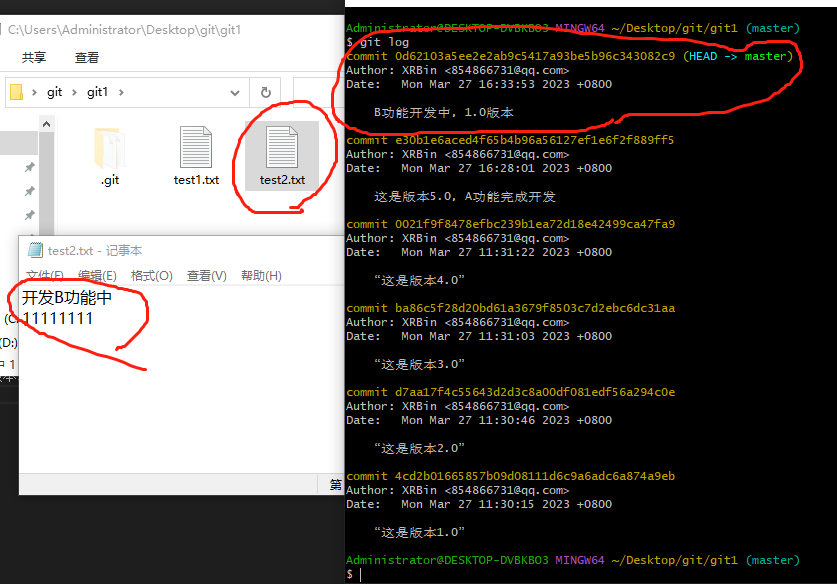 C:\Users\Administrator\Desktop\git\git1
共享 查看
git git1
.git
test1.txt
test2.txt
(D:)
test2.txt - 记事本
文件(F) 编辑(E) 格式(O) 查看(V) 帮助(H)
开发B功能中
11111111
第
Administrator@DESKTOP-DVBKBO3 MINGW64 ~/Desktop/git/git1 (master)
$ git log
commit 0d62103a5ee2e2ab9c5417a93be5b96c343082c9 (HEAD -> master)
Author: XRBin <854866731@qq.com>
Date: Mon Mar 27 16:33:53 2023 +0800
B功能开发中，1.0版本
commit e30b1e6aced4f65b4b96a56127ef1e6f2f889ff5
Author: XRBin <854866731@qq.com>
Date: Mon Mar 27 16:28:01 2023 +0800
这是版本5.0，A功能完成开发
commit 0021f9f8478efbc239b1ea72d18e42499ca47fa9
Author: XRBin <854866731@qq.com>
Date: Mon Mar 27 11:31:22 2023 +0800
“这是版本4.0”
commit ba86c5f28d20bd61a3679f8503c7d2ebc6dc31aa
Author: XRBin <854866731@qq.com>
Date: Mon Mar 27 11:31:03 2023 +0800
“这是版本3.0”
commit d7aa17f4c55643d2d3c8a00df081edf56a294c0e
Author: XRBin <854866731@qq.com>
Date: Mon Mar 27 11:30:46 2023 +0800
“这是版本2.0”
commit 4cd2b01665857b09d08111d6c9a6adc6a874a9eb
Author: XRBin <854866731@qq.com>
Date: Mon Mar 27 11:30:15 2023 +0800
“这是版本1.0”
Administrator@DESKTOP-DVBKBO3 MINGW64 ~/Desktop/git/git1 (master)
$